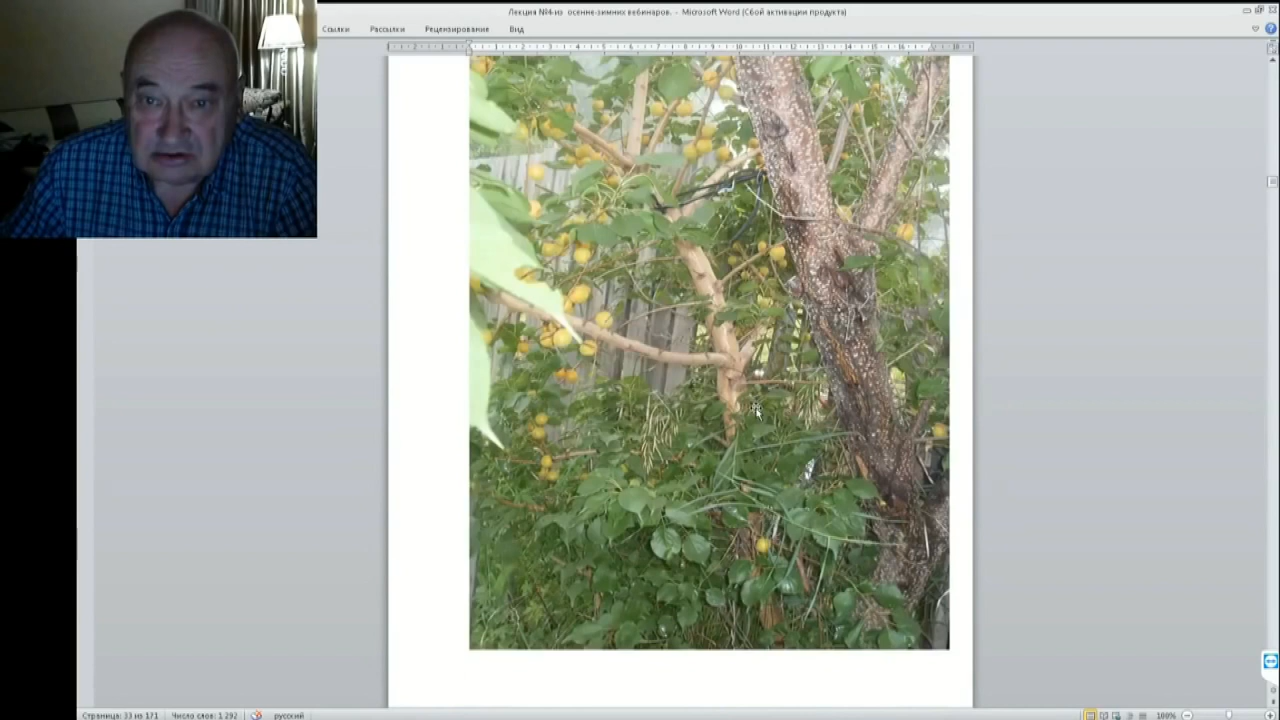 Лекция №4-из осенне-зимних вебинаров. - Microsoft Word (Сбой активации продукта)
Ссылки Рассылки Рецензирование Вид
Страница: 33 из 171 Число слов: 1 292 русский 100%